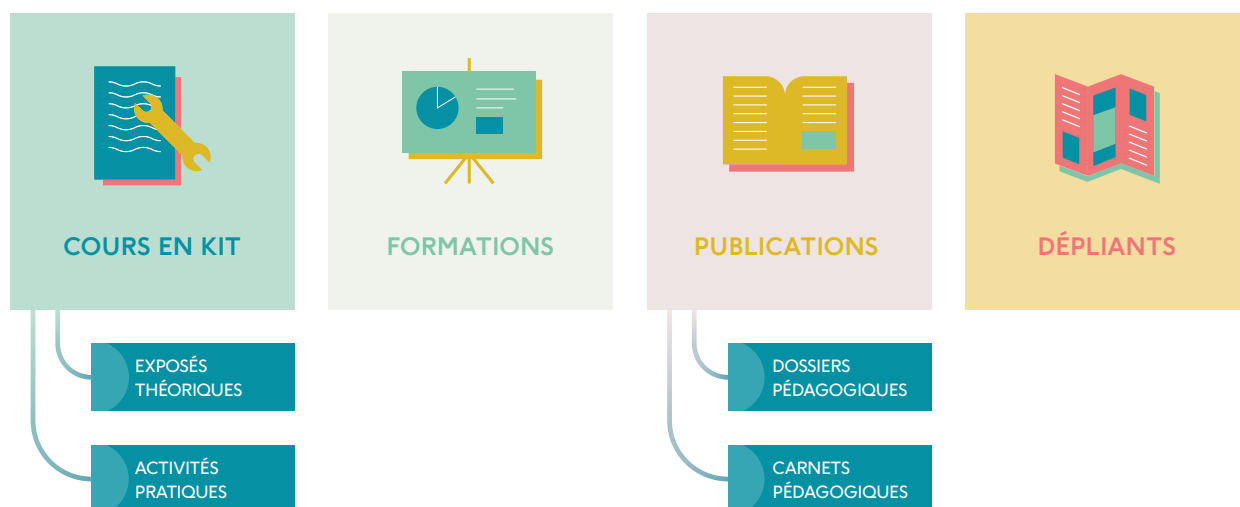 COURS EN KIT
FORMATIONS
PUBLICATIONS
DÉPLIANTS
EXPOSÉS
THÉORIQUES
DOSSIERS
PÉDAGOGIQUES
ACTIVITÉS
PRATIQUES
CARNETS
PÉDAGOGIQUES